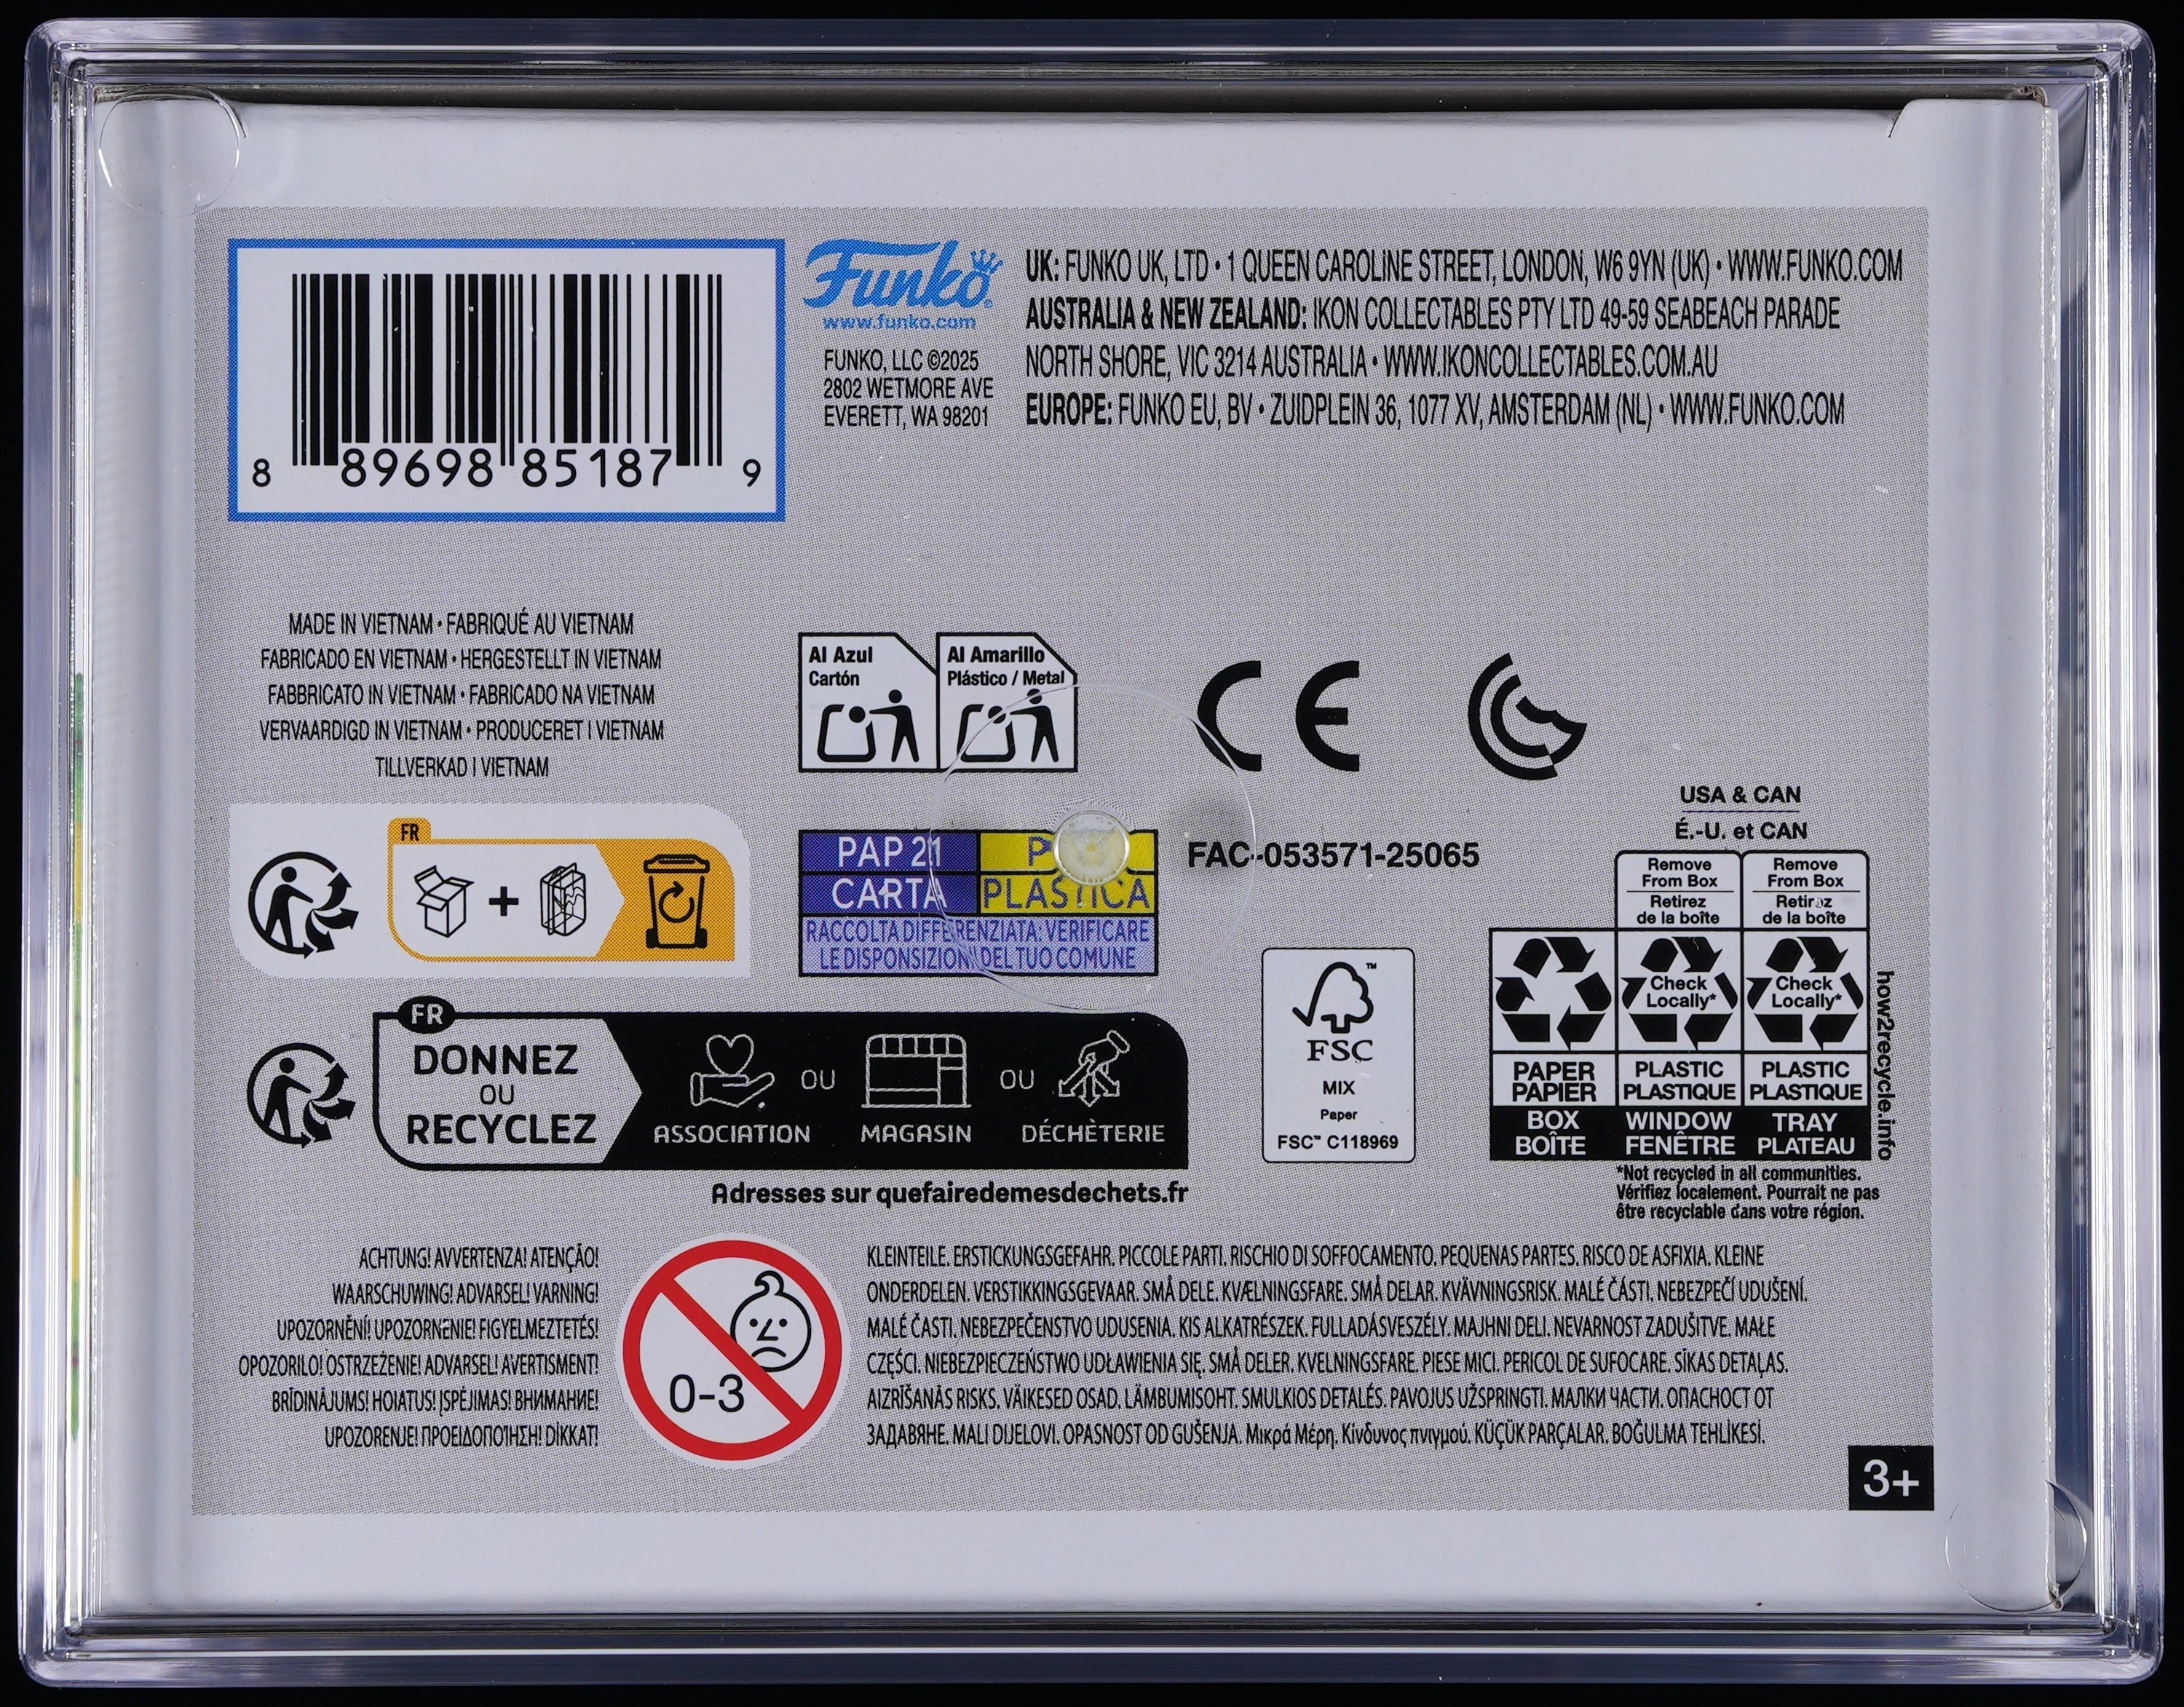 8 89698 85187 9
Funko
www.funko.com
FUNKO, LLC ©2025
2802 WETMORE AVE
EVERETT, WA 98201
UK: FUNKO UK, LTD • 1 QUEEN CAROLINE STREET, LONDON, W6 9YN (UK) • WWW.FUNKO.COM
AUSTRALIA & NEW ZEALAND: IKON COLLECTABLES PTY LTD 49-59 SEABEACH PARADE
NORTH SHORE, VIC 3214 AUSTRALIA • WWW.IKONCOLLECTABLES.COM.AU
EUROPE: FUNKO EU, BV • ZUIDPLEIN 36, 1077 XV, AMSTERDAM (NL) • WWW.FUNKO.COM
MADE IN VIETNAM • FABRIQUÉ AU VIETNAM
FABRICADO EN VIETNAM • HERGESTELLT IN VIETNAM
FABBRICATO IN VIETNAM • FABRICADO NA VIETNAM
VERVAARDIGD IN VIETNAM • PRODUCERET I VIETNAM
TILLVERKAD I VIETNAM
Al Azul
Cartón
Al Amarillo
Plástico / Metal
CE
FR
PAP 21
CARTA
PLASTICA
RACCOLTA DIFFERENZIATA: VERIFICARE
LE DISPONSIZIONI DEL TUO COMUNE
FAC-053571-25065
USA & CAN
É.-U. et CAN
Remove
From Box
Retirez
de la boîte
Remove
From Box
Retirez
de la boîte
Check
Locally*
Check
Locally*
PAPER
PAPIER
PLASTIC
PLASTIQUE
PLASTIC
PLASTIQUE
BOX
BOÎTE
WINDOW
FENÊTRE
TRAY
PLATEAU
how2recycle.info
*Not recycled in all communities.
Vérifiez localement. Pourrait ne pas
être recyclable dans votre région.
FSC™
MIX
Paper
FSC™ C118969
FR
DONNEZ
OU
RECYCLEZ
ASSOCIATION
OU
MAGASIN
OU
DÉCHÈTERIE
Adresses sur quefairedemesdechets.fr
ACHTUNG! AVVERTENZA! ATENÇÃO!
WAARSCHUWING! ADVARSEL! VARNING!
UPOZORNĚNÍ! UPOZORNENIE! FIGYELMEZTETÉS!
OPOZORILO! OSTRZEŻENIE! ADVARSEL! AVERTISMENT!
BRĪDINĀJUMS! HOIATUS! ĮSPĖJIMAS! ВНИМАНИЕ!
UPOZORENJE! ΠΡΟΕΙΔΟΠΟΊΗΣΗ! DİKKAT!
0-3
KLEINTEILE. ERSTICKUNGSGEFAHR. PICCOLE PARTI. RISCHIO DI SOFFOCAMENTO. PEQUENAS PARTES. RISCO DE ASFIXIA. KLEINE
ONDERDELEN. VERSTIKKINGSGEVAAR. SMÅ DELE. KVÆLNINGSFARE. SMÅ DELAR. KVÄVNINGSRISK. MALÉ ČÁSTI. NEBEZPEČÍ UDUŠENÍ.
MALÉ ČASTI. NEBEZPEČENSTVO UDUSENIA. KIS ALKATRÉSZEK. FULLADÁSVESZÉLY. MAJHNI DELI. NEVARNOST ZADUŠITVE. MAŁE
CZĘŚCI. NIEBEZPIECZEŃSTWO UDŁAWIENIA SIĘ. SMÅ DELER. KVELNINGSFARE. PIESE MICI. PERICOL DE SUFOCARE. SĪKAS DETAĻAS.
AIZRĪŠANĀS RISKS. VÄIKESED OSAD. LÄMBUMISOHT. SMULKIOS DETALĖS. PAVOJUS UŽSPRINGTI. МАЛКИ ЧАСТИ. ОПАСНОСТ ОТ
ЗАДАВЯНЕ. MALI DIJELOVI. OPASNOST OD GUŠENJA. Μικρά Μέρη. Κίνδυνος πνιγμού. KÜÇÜK PARÇALAR. BOĞULMA TEHLİKESİ.
3+